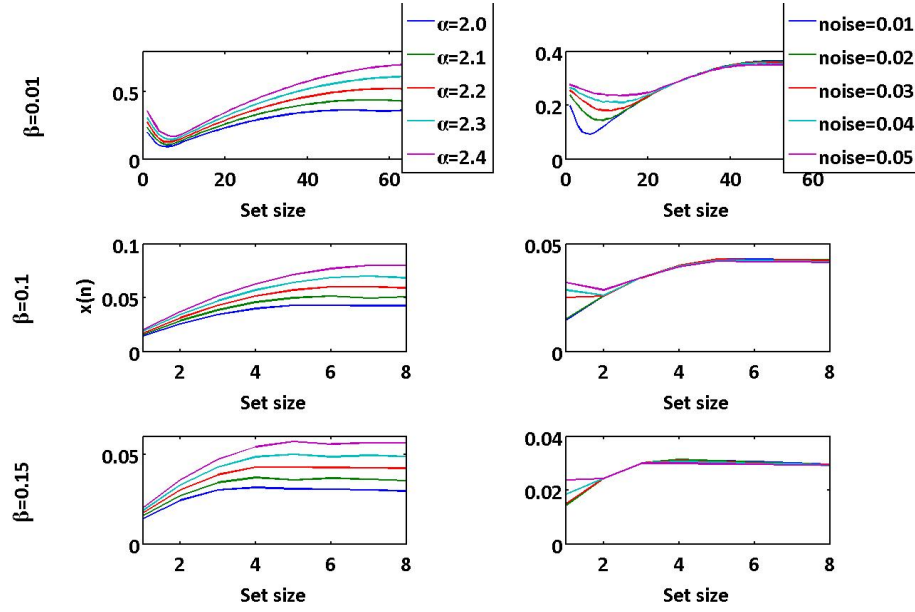 β=0.01
0.5
0
0 20 40 60
Set size
α=2.0
α=2.1
α=2.2
α=2.3
α=2.4
0.4
0.2
0
0 20 40 60
Set size
noise=0.01
noise=0.02
noise=0.03
noise=0.04
noise=0.05
β=0.1
x(n)
0.1
0.05
0
2 4 6 8
Set size
0.05
0
2 4 6 8
Set size
β=0.15
0.05
0
2 4 6 8
Set size
0.04
0.02
0
2 4 6 8
Set size